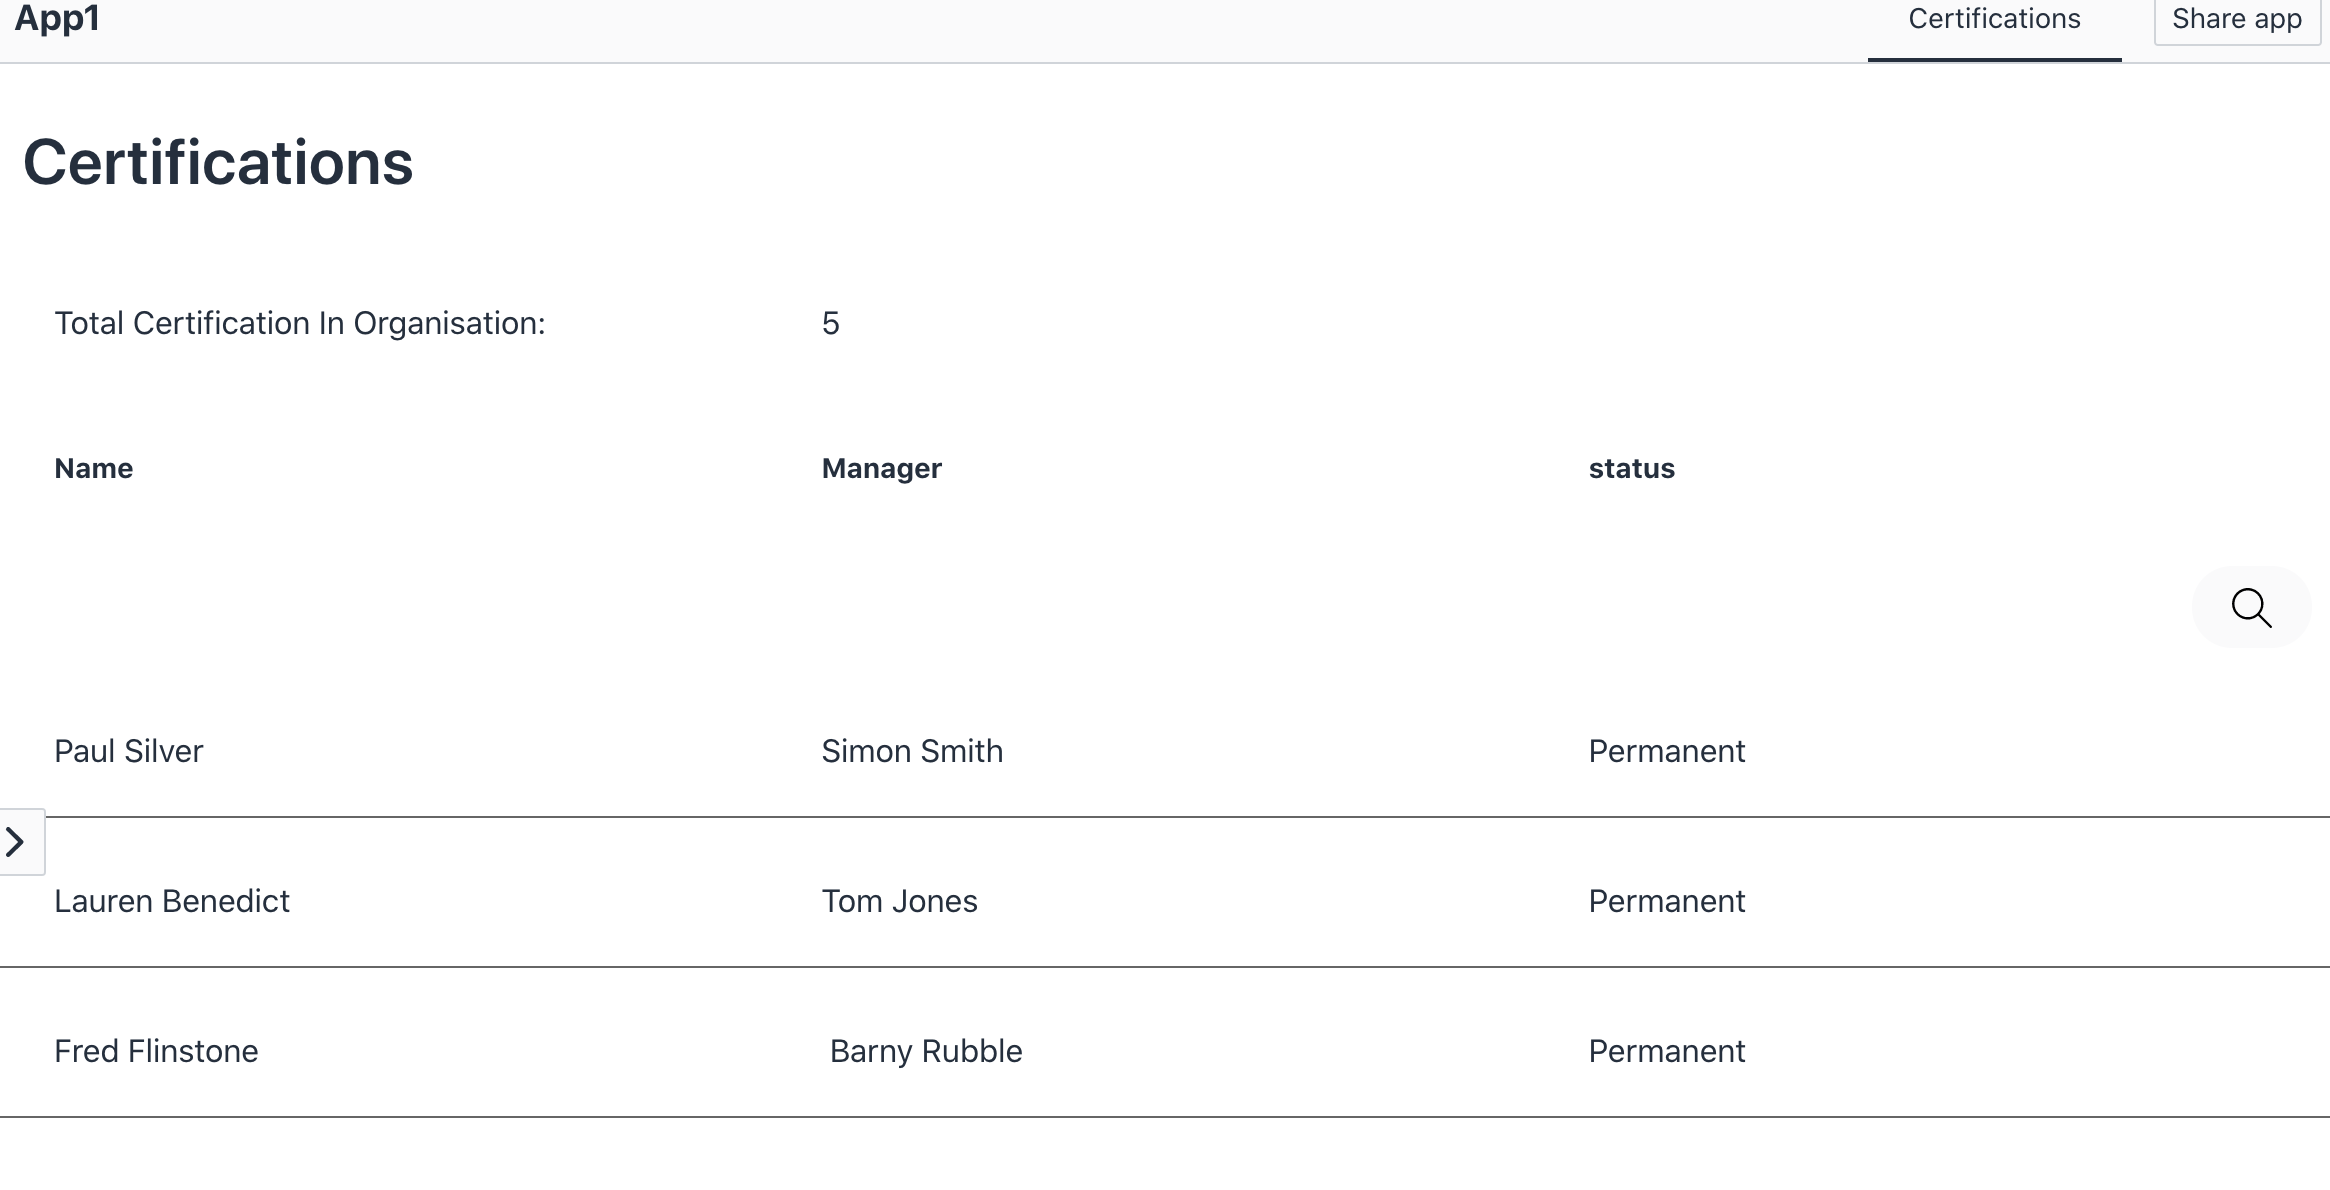 App1 Certifications Share app
Certifications
Total Certification In Organisation: 5
Name Manager status
Paul Silver Simon Smith Permanent
Lauren Benedict Tom Jones Permanent
Fred Flinstone Barny Rubble Permanent